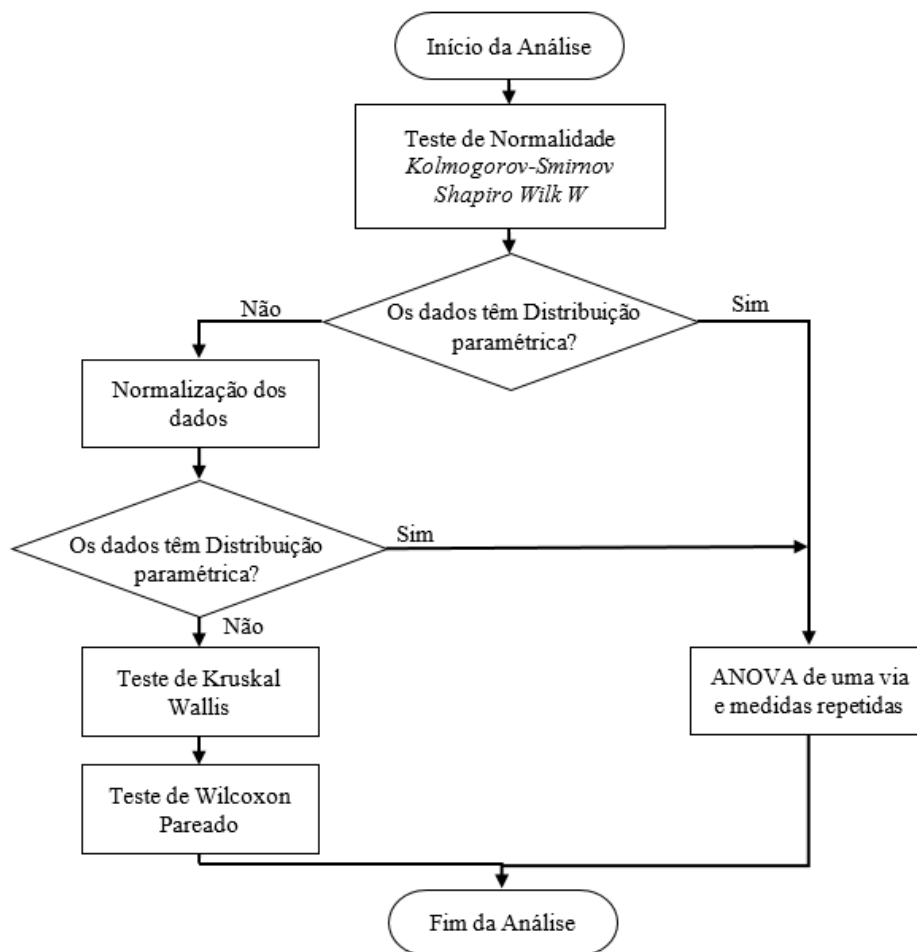 Início da Análise
Teste de Normalidade
Kolmogorov-Smirnov
Shapiro Wilk W
Os dados têm Distribuição
paramétrica?
Não
Sim
Normalização dos
dados
Os dados têm Distribuição
paramétrica?
Sim
Não
Teste de Kruskal
Wallis
ANOVA de uma via
e medidas repetidas
Teste de Wilcoxon
Pareado
Fim da Análise